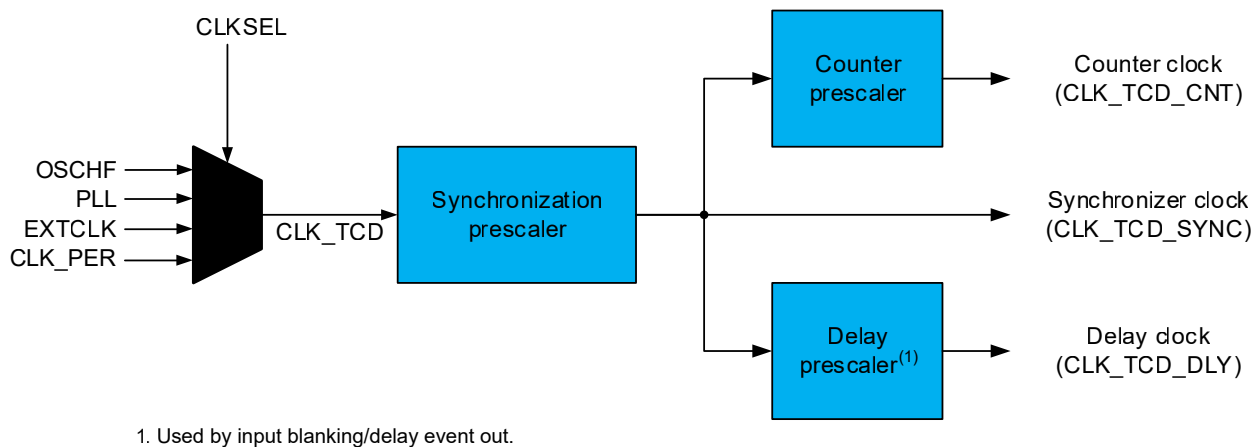 CLKSEL
OSCHF
PLL
EXTCLK
CLK_PER
CLK_TCD
Synchronization
prescaler
Counter
prescaler
Counter clock
(CLK_TCD_CNT)
Synchronizer clock
(CLK_TCD_SYNC)
Delay
prescaler(1)
Delay clock
(CLK_TCD_DLY)
1. Used by input blanking/delay event out.